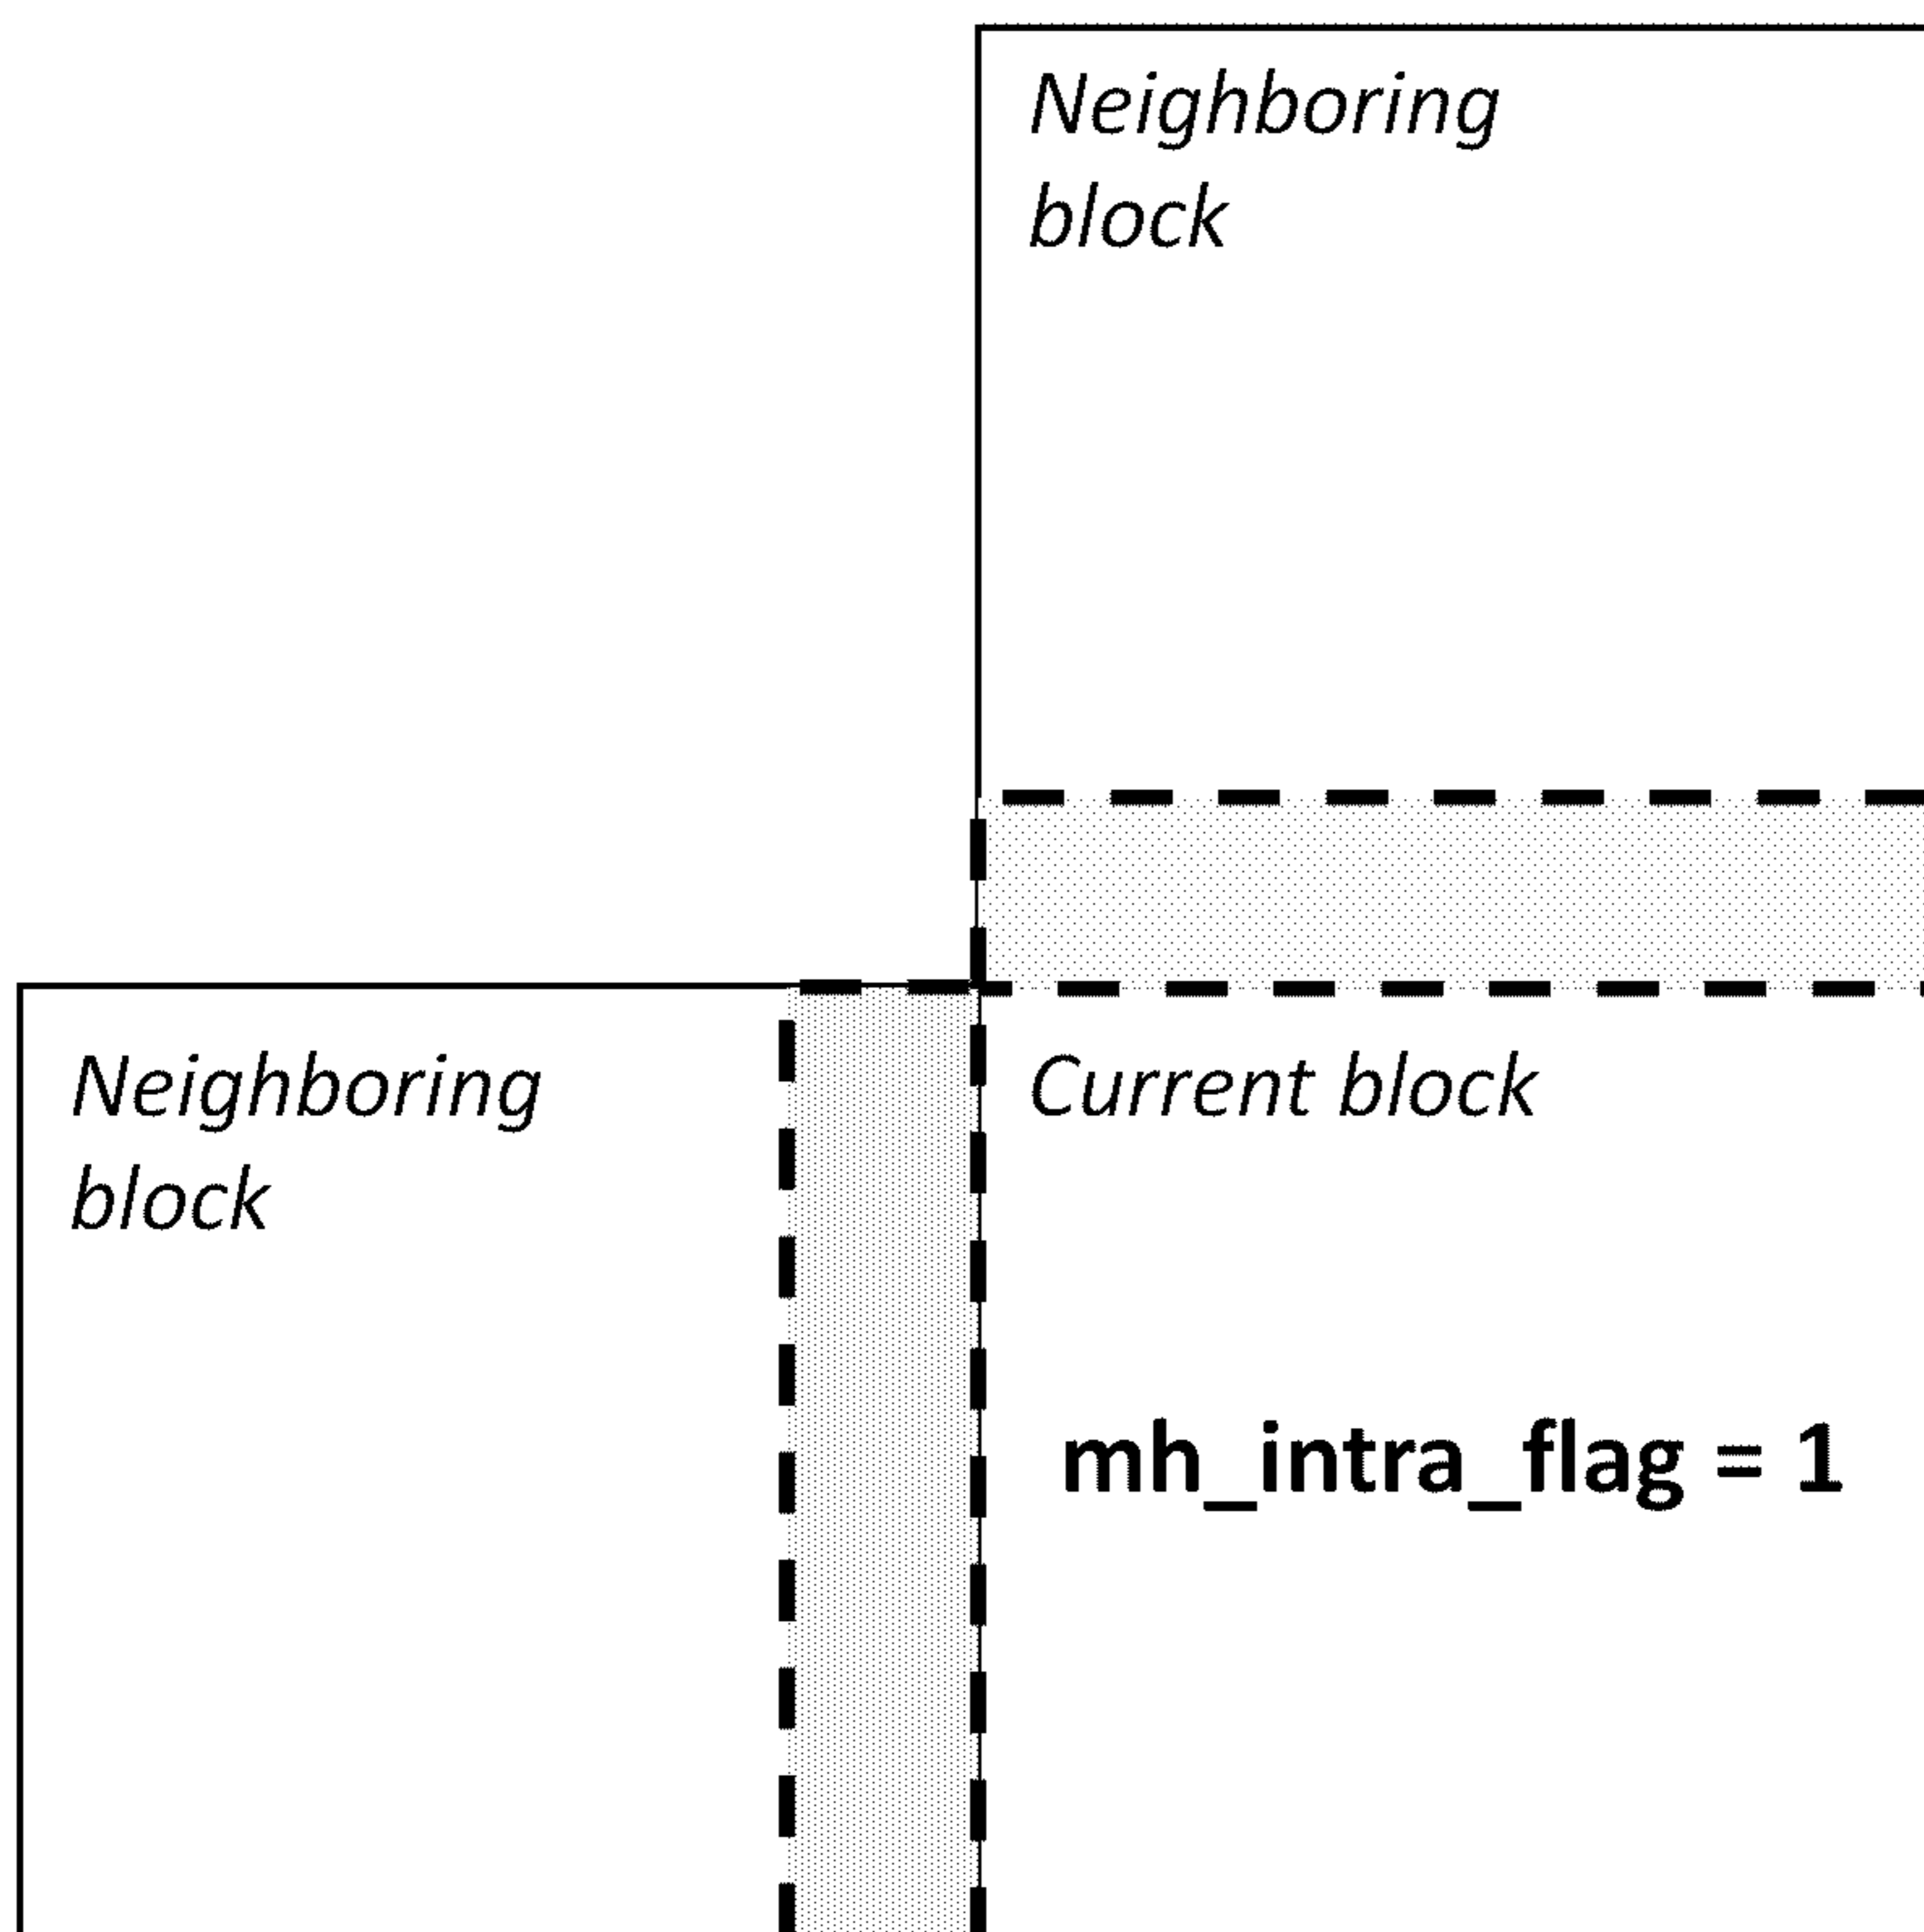 Neighboring
block
Neighboring
block
Current block
mh_intra_flag = 1